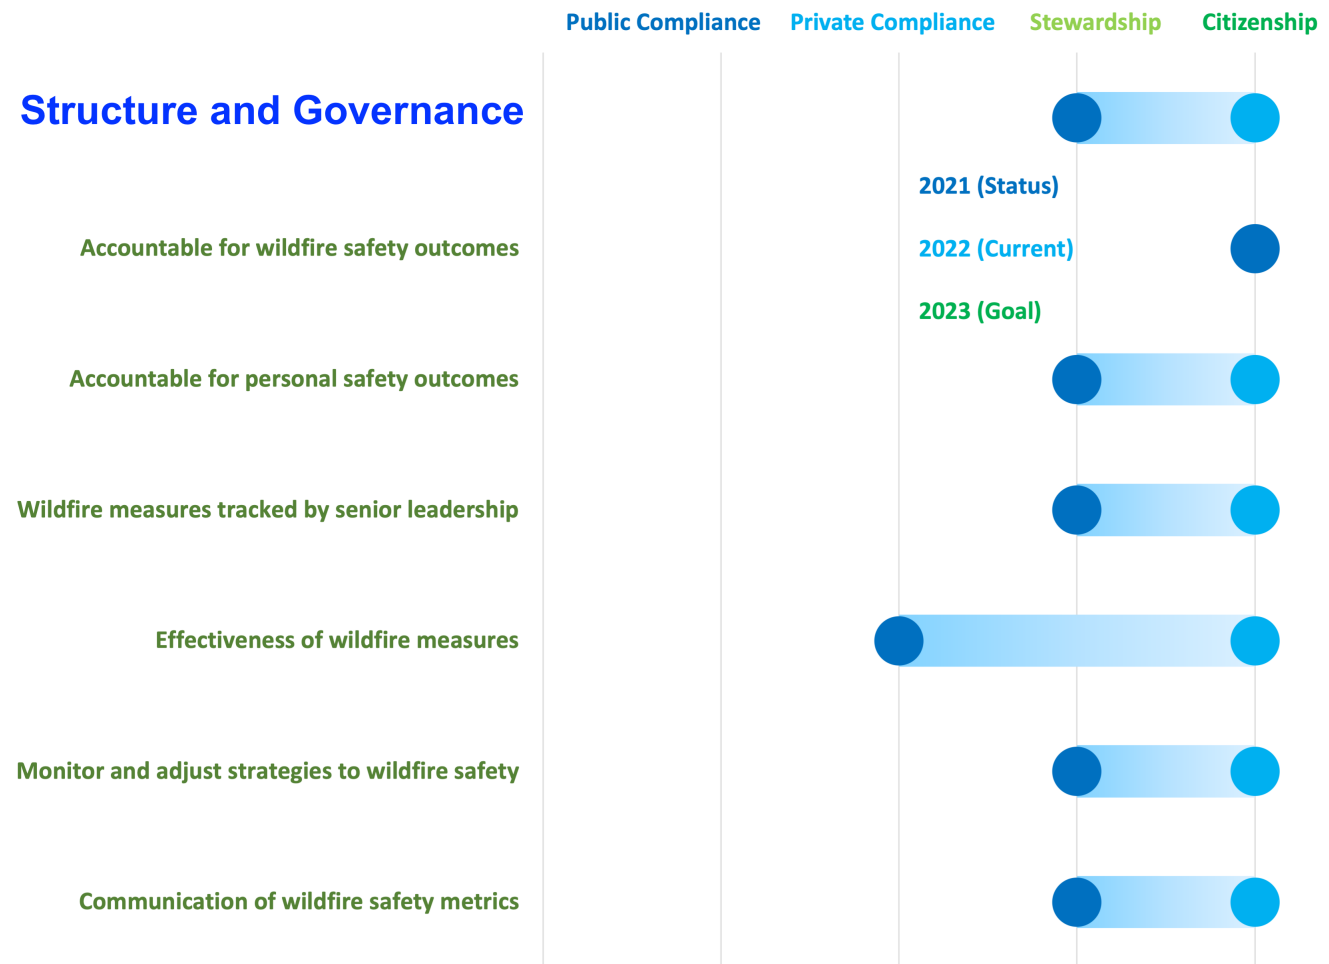 Public Compliance Private Compliance Stewardship Citizenship
Structure and Governance
2021 (Status)
Accountable for wildfire safety outcomes
2022 (Current)
2023 (Goal)
Accountable for personal safety outcomes
Wildfire measures tracked by senior leadership
Effectiveness of wildfire measures
Monitor and adjust strategies to wildfire safety
Communication of wildfire safety metrics